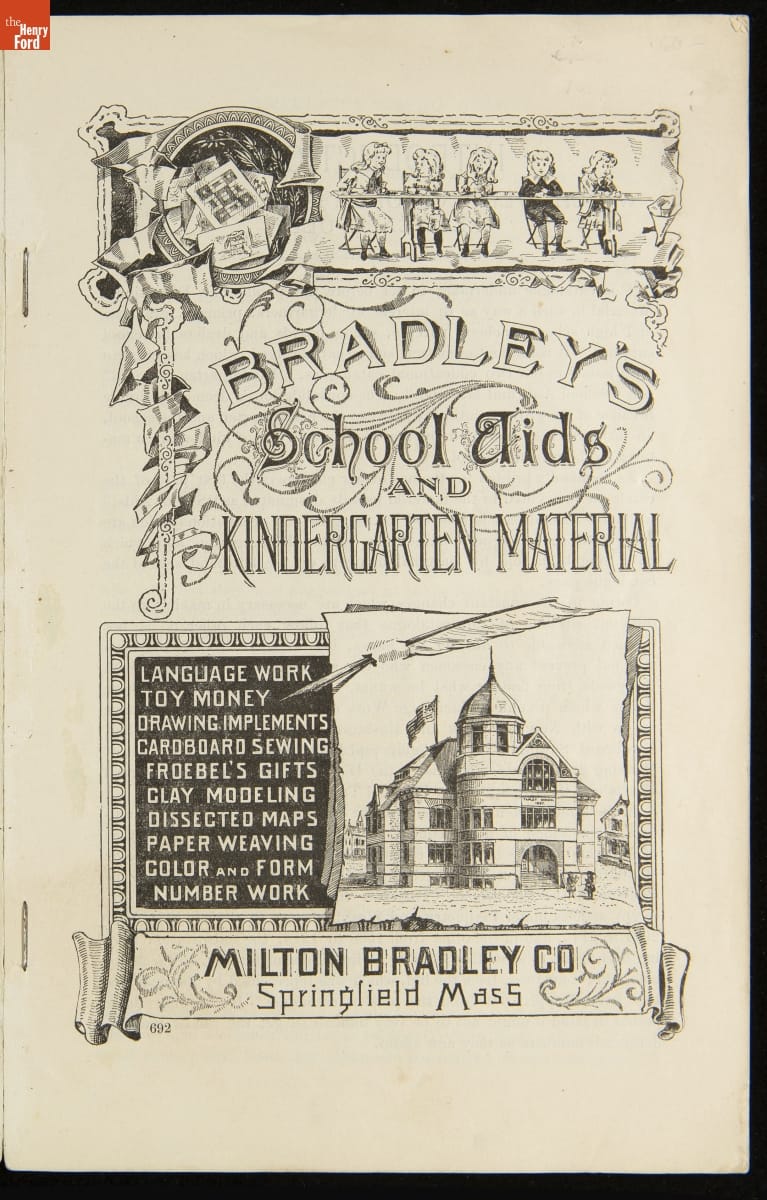 the
Henry
Ford
BRADLEY'S
School Aids
AND
KINDERGARTEN MATERIAL
LANGUAGE WORK
TOY MONEY
DRAWING IMPLEMENTS
CARDBOARD SEWING
FROEBEL'S GIFTS
CLAY MODELING
DISSECTED MAPS
PAPER WEAVING
COLOR AND FORM
NUMBER WORK
MILTON BRADLEY CO
Springfield Mass
692